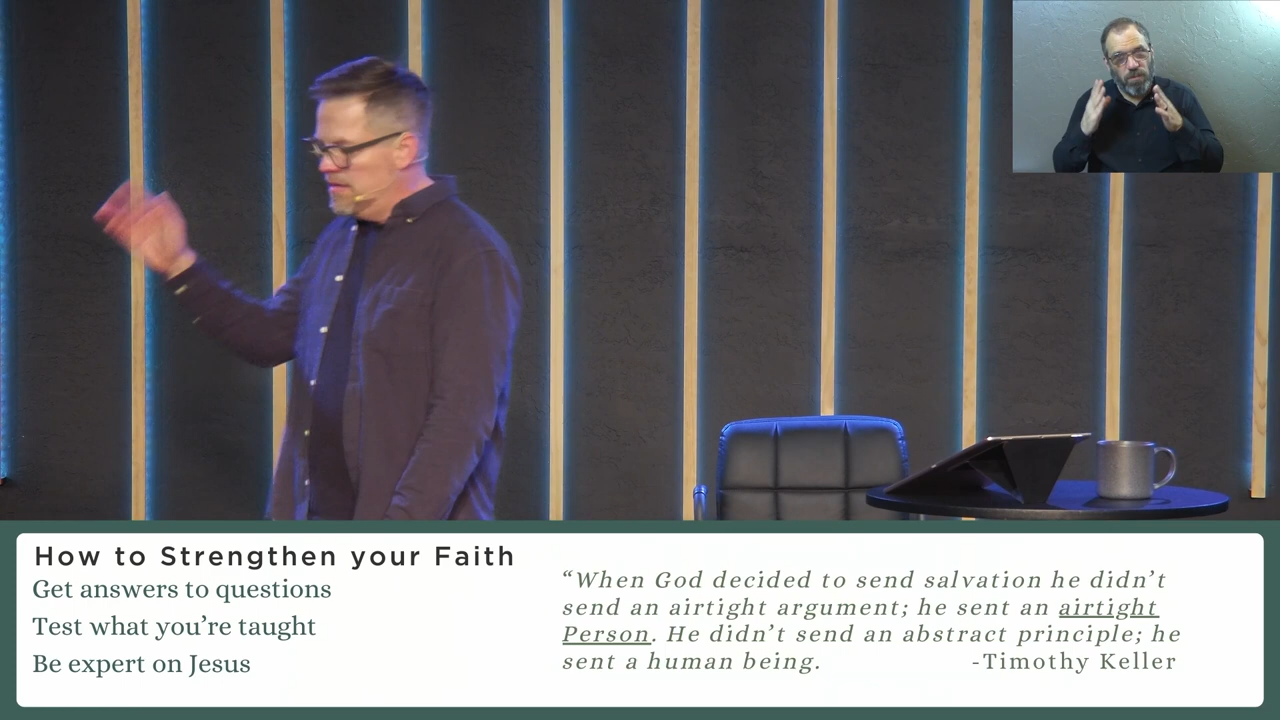 How to Strengthen your Faith
Get answers to questions
Test what you’re taught
Be expert on Jesus
“When God decided to send salvation he didn’t
send an airtight argument; he sent an airtight
Person. He didn’t send an abstract principle; he
sent a human being. -Timothy Keller